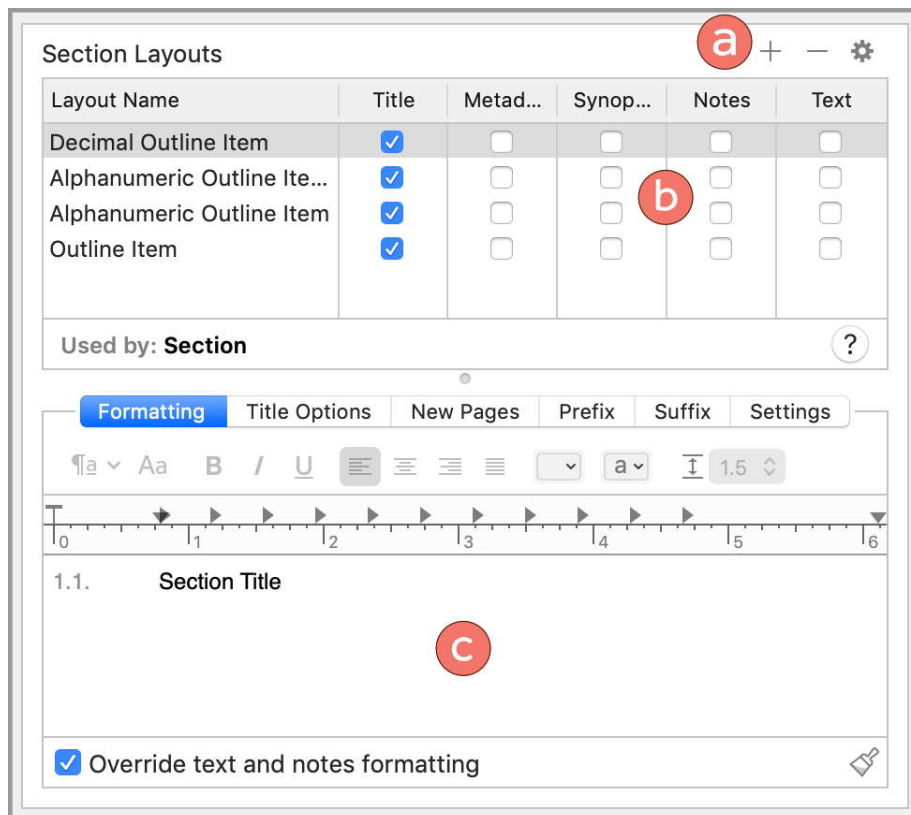 Section Layouts a
Layout Name Title Metad... Synop... Notes Text
Decimal Outline Item
Alphanumeric Outline Ite...
b
Alphanumeric Outline Item
Outline Item
Used by: Section ?
Formatting Title Options New Pages Prefix Suffix Settings
¶a Aa B I U a 1.5
0 1 2 3 4 5 6
1.1. Section Title
c
Override text and notes formatting